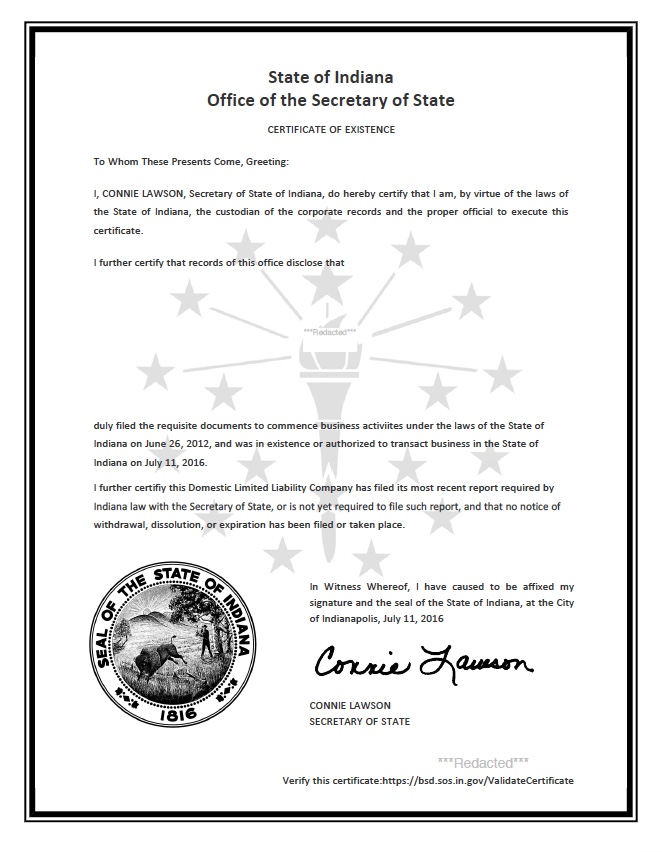 State of Indiana
Office of the Secretary of State
CERTIFICATE OF EXISTENCE
To Whom These Presents Come, Greeting:
I, CONNIE LAWSON, Secretary of State of Indiana, do hereby certify that I am, by virtue of the laws of
the State of Indiana, the custodian of the corporate records and the proper official to execute this
certificate.
I further certify that records of this office disclose that
***Redacted***
duly filed the requisite documents to commence business activiites under the laws of the State of
Indiana on June 26, 2012, and was in existence or authorized to transact business in the State of
Indiana on July 11, 2016.
I further certifiy this Domestic Limited Liability Company has filed its most recent report required by
Indiana law with the Secretary of State, or is not yet required to file such report, and that no notice of
withdrawal, dissolution, or expiration has been filed or taken place.
SEAL OF THE STATE OF INDIANA
1816
In Witness Whereof, I have caused to be affixed my
signature and the seal of the State of Indiana, at the City
of Indianapolis, July 11, 2016
Connie Lawson
CONNIE LAWSON
SECRETARY OF STATE
***Redacted***
Verify this certificate:https://bsd.sos.in.gov/ValidateCertificate